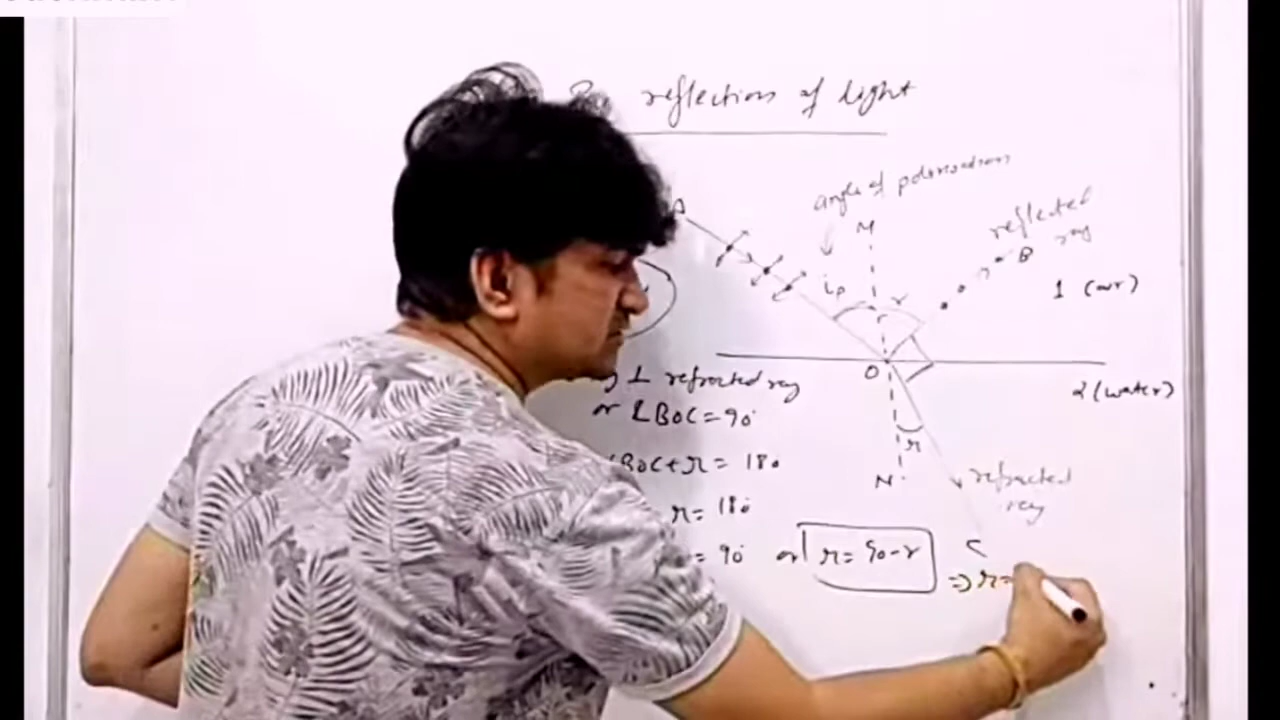 reflection of light
angle of polarisation
M
reflected
ray
A
B
ip
r
1 (air)
O
2 (water)
⊥ refracted ray
or ∠BOC = 90°
BOC + r = 180
r
r = 180
N
refracted
ray
= 90° or r = 90 - r
C
⇒ r =